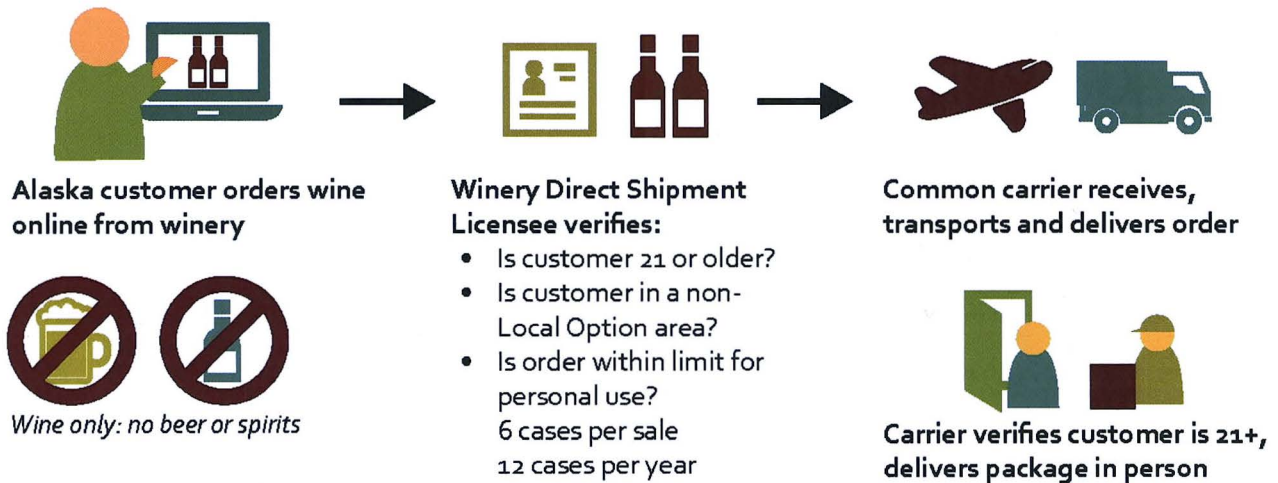 Alaska customer orders wine
online from winery
Wine only: no beer or spirits
Winery Direct Shipment
Licensee verifies:
• Is customer 21 or older?
• Is customer in a non-
Local Option area?
• Is order within limit for
personal use?
6 cases per sale
12 cases per year
Common carrier receives,
transports and delivers order
Carrier verifies customer is 21+,
delivers package in person